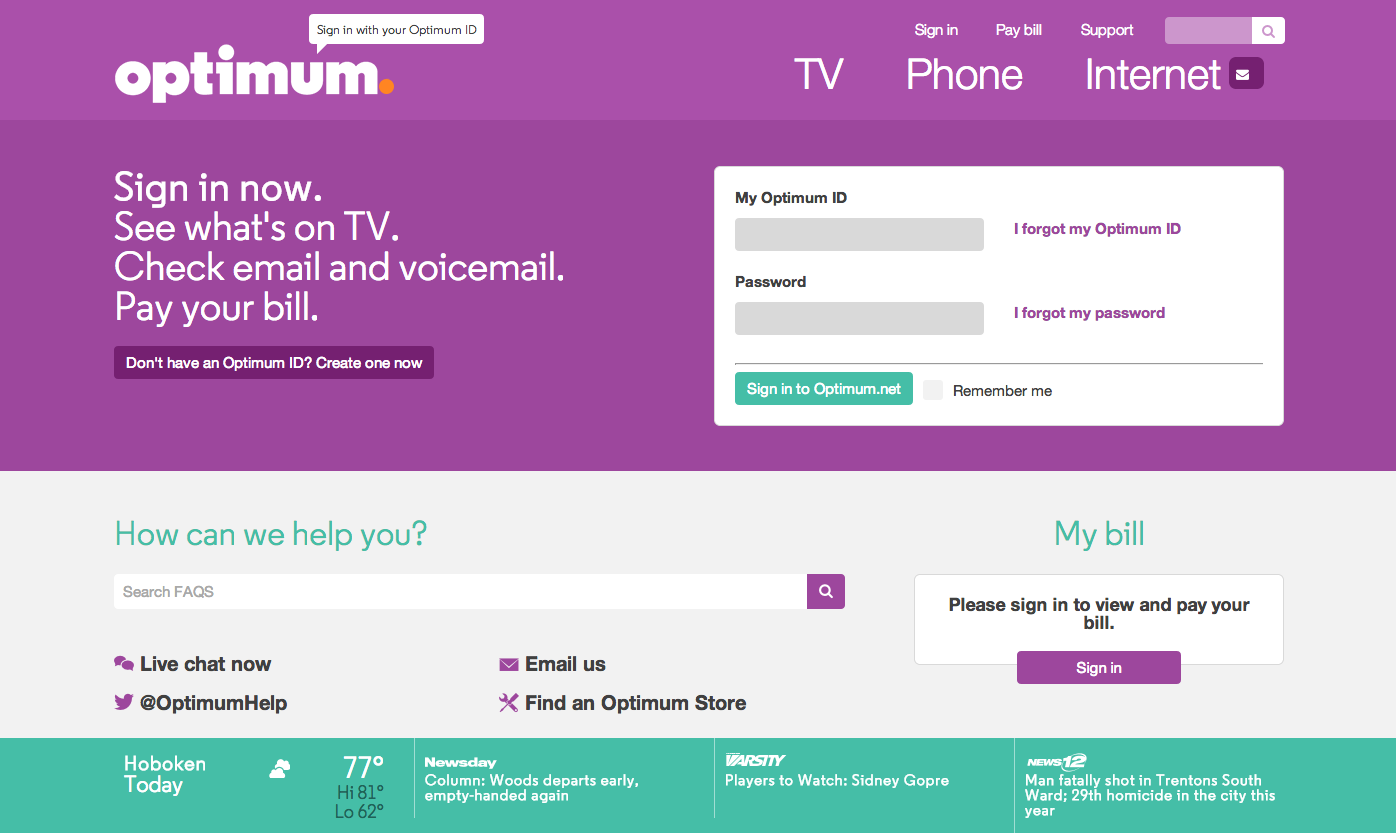 Sign in with your Optimum ID
optimum.
Sign in
Pay bill
Support
TV
Phone
Internet
Sign in now.
See what's on TV.
Check email and voicemail.
Pay your bill.
Don't have an Optimum ID? Create one now
My Optimum ID
I forgot my Optimum ID
Password
I forgot my password
Sign in to Optimum.net
Remember me
How can we help you?
Search FAQS
Live chat now
Email us
@OptimumHelp
Find an Optimum Store
My bill
Please sign in to view and pay your
bill.
Sign in
Hoboken
Today
77°
Hi 81°
Lo 62°
Newsday
Column: Woods departs early,
empty-handed again
VARSITY
Players to Watch: Sidney Gopre
NEWS 12
Man fatally shot in Trentons South
Ward; 29th homicide in the city this
year